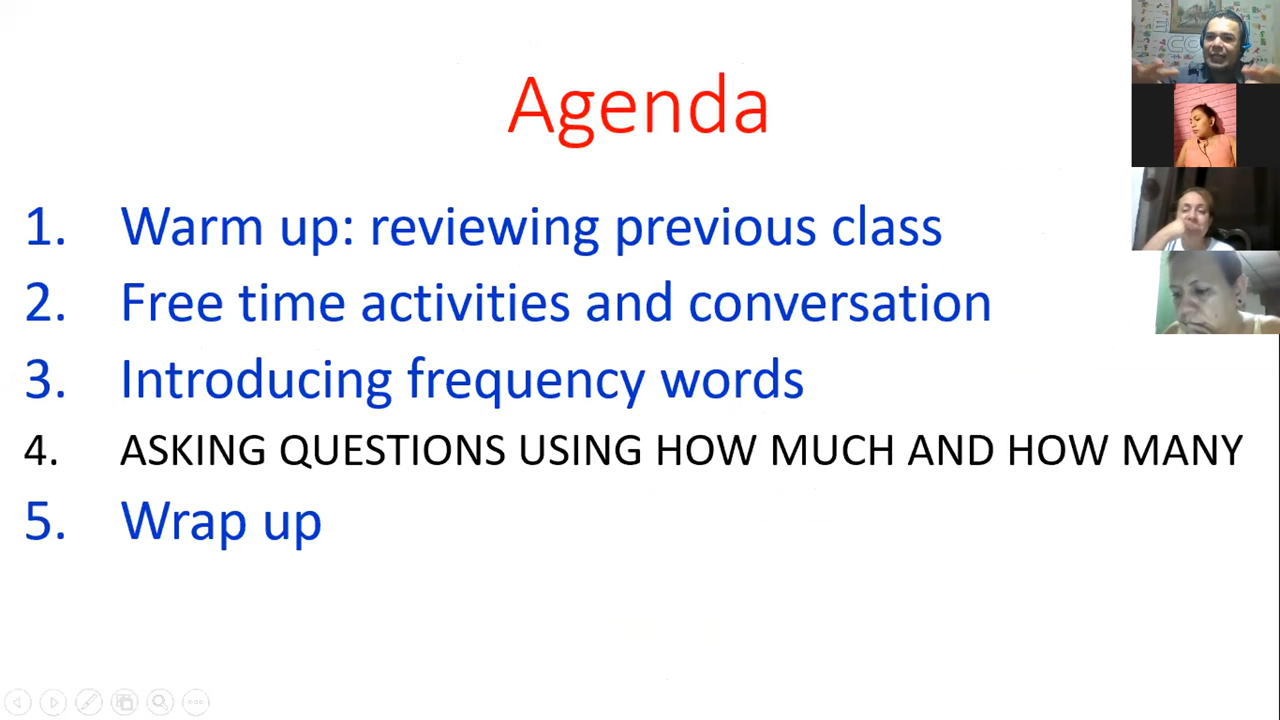 Agenda
1. Warm up: reviewing previous class
2. Free time activities and conversation
3. Introducing frequency words
4. ASKING QUESTIONS USING HOW MUCH AND HOW MANY
5. Wrap up